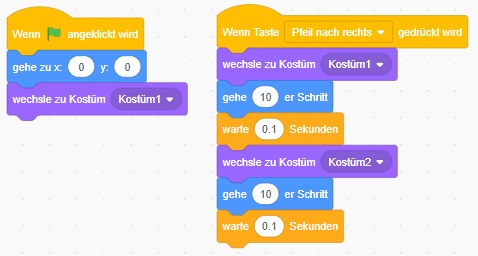 Wenn angeklickt wird
gehe zu x: 0 y: 0
wechsle zu Kostüm Kostüm1
Wenn Taste Pfeil nach rechts gedrückt wird
wechsle zu Kostüm Kostüm1
gehe 10 er Schritt
warte 0.1 Sekunden
wechsle zu Kostüm Kostüm2
gehe 10 er Schritt
warte 0.1 Sekunden